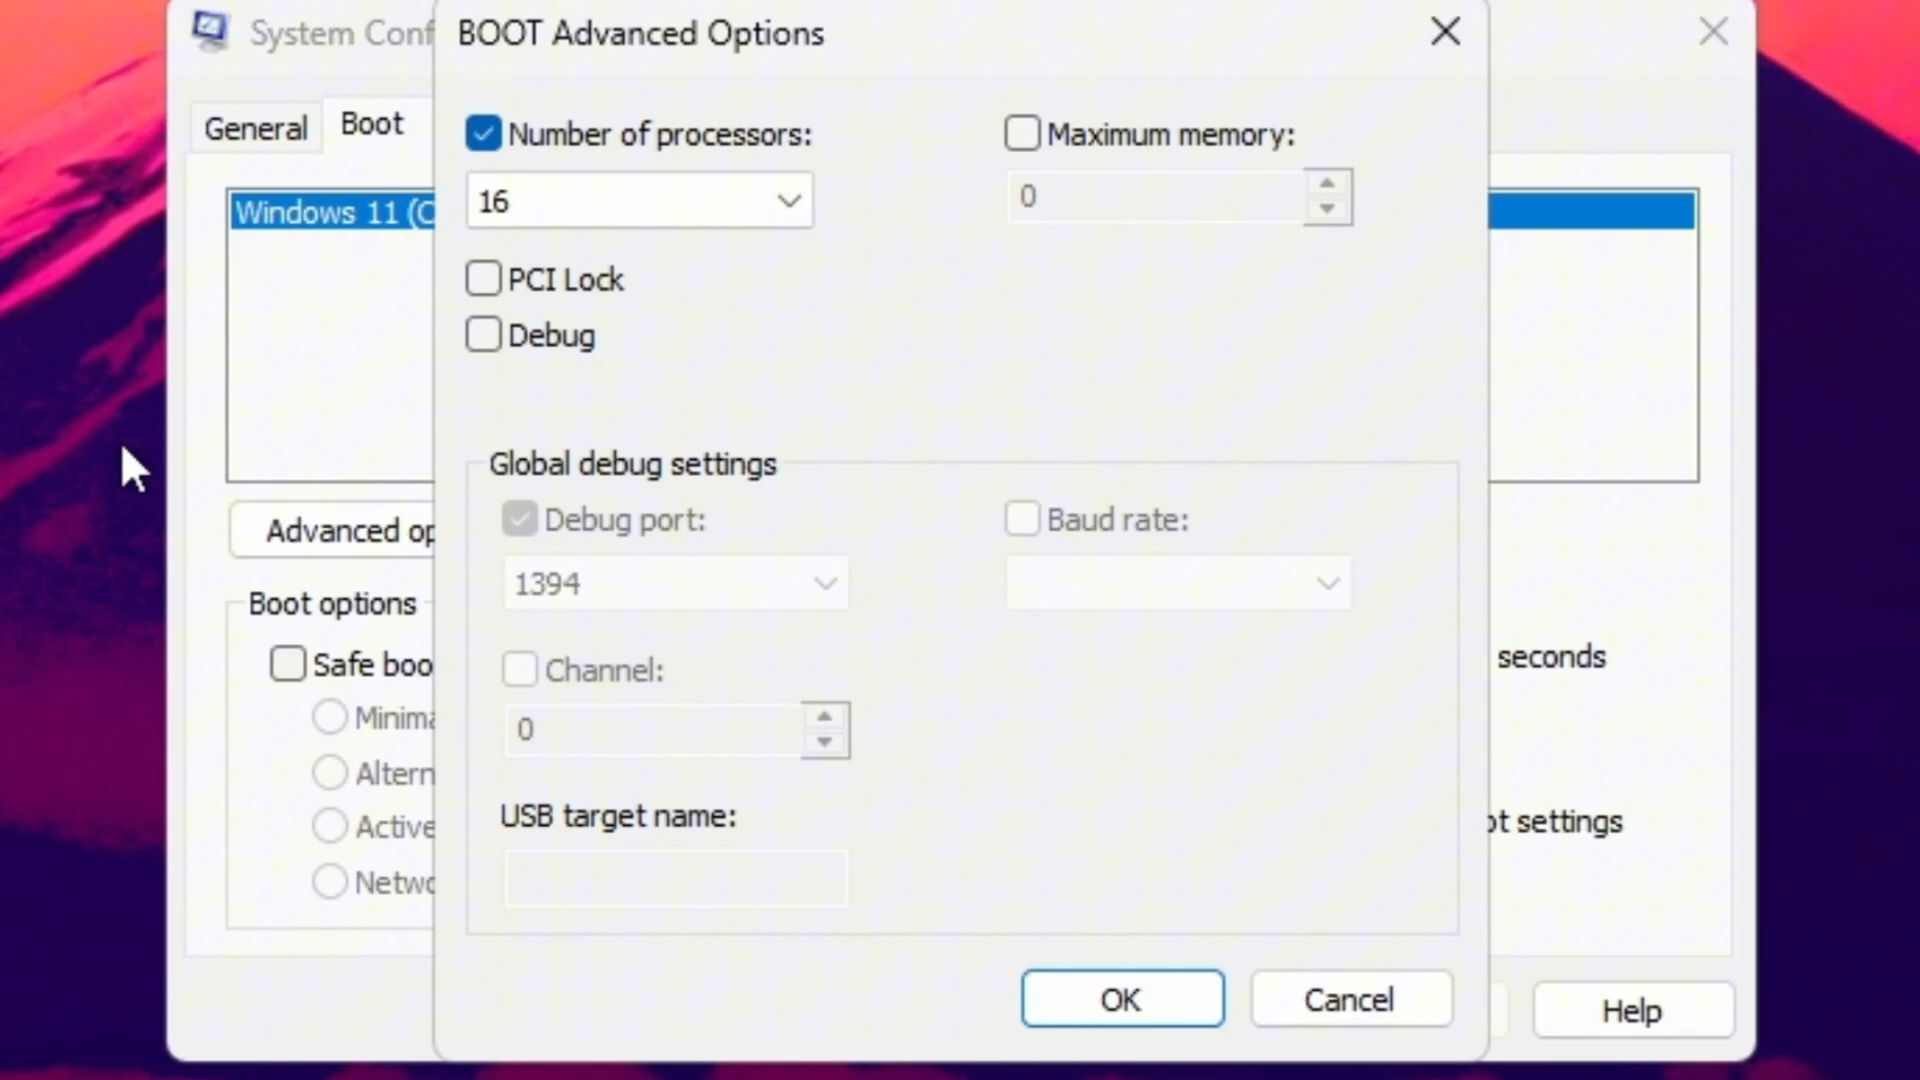 System Conf
BOOT Advanced Options
General
Boot
Number of processors:
Maximum memory:
16
0
Windows 11 (C
PCI Lock
Debug
Global debug settings
Debug port:
Baud rate:
1394
Advanced op
Boot options
Safe boo
Channel:
seconds
Minima
0
Altern
USB target name:
Active
ot settings
Netwo
OK
Cancel
Help